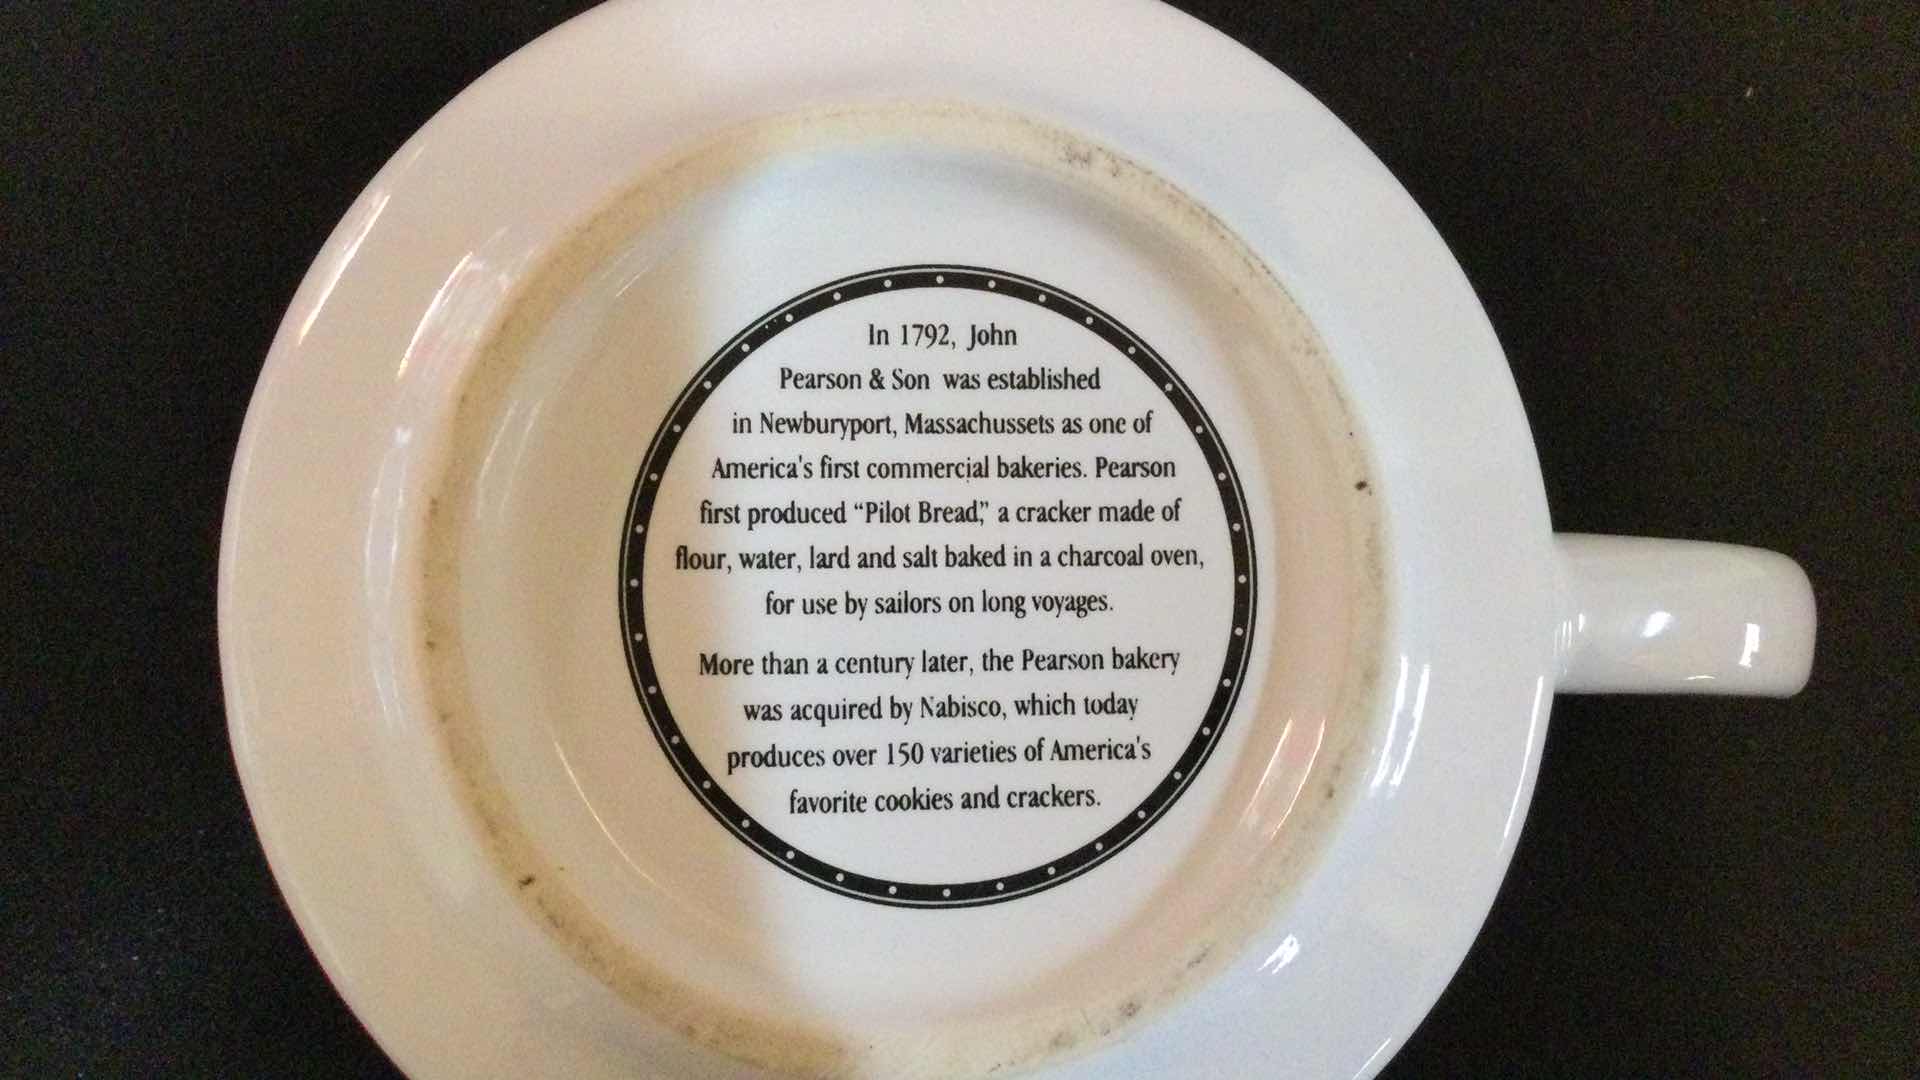 In 1792, John
Pearson & Son was established
in Newburyport, Massachussets as one of
America's first commercial bakeries. Pearson
first produced “Pilot Bread,” a cracker made of
flour, water, lard and salt baked in a charcoal oven,
for use by sailors on long voyages.
More than a century later, the Pearson bakery
was acquired by Nabisco, which today
produces over 150 varieties of America's
favorite cookies and crackers.